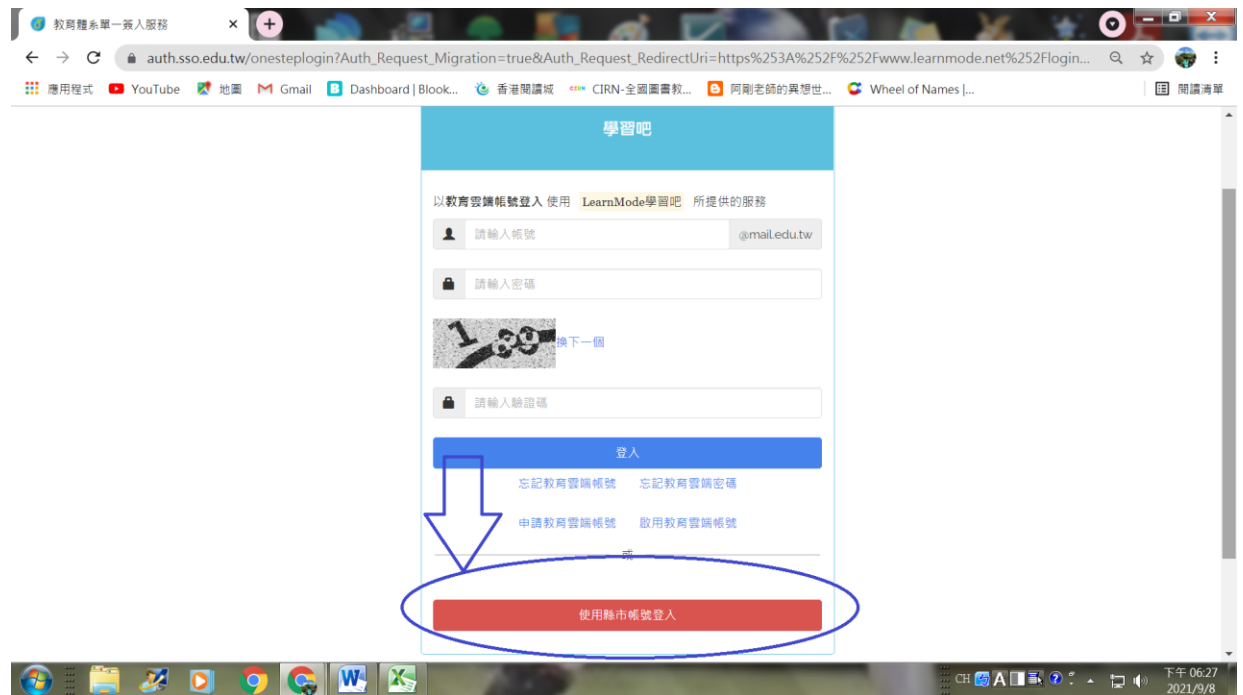 教育體系單一簽入服務
auth.sso.edu.tw/onesteplogin?Auth_Request_Migration=true&Auth_Request_RedirectUri=https%253A%252F%252Fwww.learnmode.net%252Flogin...
應用程式 YouTube 地圖 Gmail Dashboard | Blook... 香港閱讀城 CIRN-全國圖書教... 阿剛老師的異想世... Wheel of Names |... 閱讀清單
學習吧
以教育雲端帳號登入 使用 LearnMode學習吧 所提供的服務
請輸入帳號 @mail.edu.tw
請輸入密碼
189 換下一個
請輸入驗證碼
登入
忘記教育雲端帳號 忘記教育雲端密碼
申請教育雲端帳號 啟用教育雲端帳號
或
使用縣市帳號登入
CH A 下午 06:27
2021/9/8